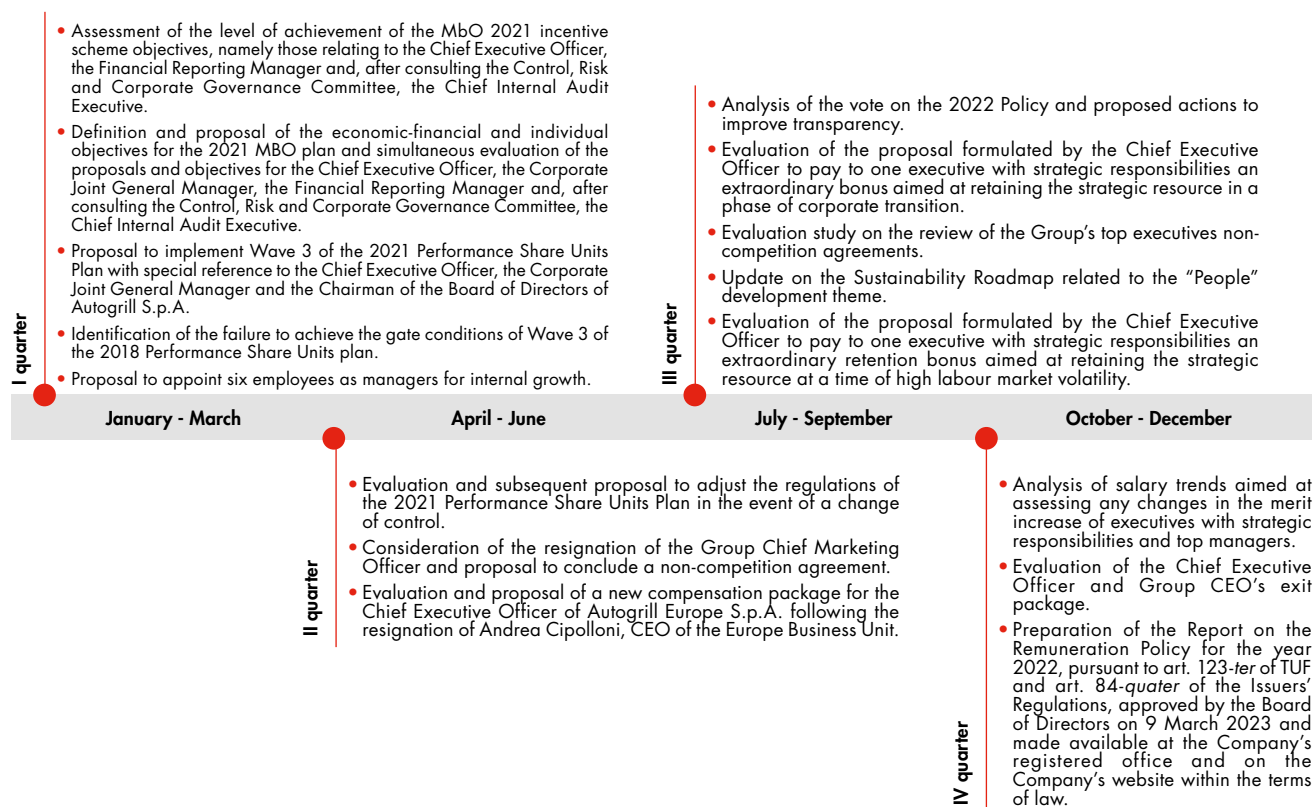 • Assessment of the level of achievement of the MbO 2021 incentive
scheme objectives, namely those relating to the Chief Executive Officer,
the Financial Reporting Manager and, after consulting the Control, Risk
and Corporate Governance Committee, the Chief Internal Audit
Executive.
• Definition and proposal of the economic-financial and individual
objectives for the 2021 MBO plan and simultaneous evaluation of the
proposals and objectives for the Chief Executive Officer, the Corporate
Joint General Manager, the Financial Reporting Manager and, after
consulting the Control, Risk and Corporate Governance Committee, the
Chief Internal Audit Executive.
• Proposal to implement Wave 3 of the 2021 Performance Share Units
Plan with special reference to the Chief Executive Officer, the Corporate
Joint General Manager and the Chairman of the Board of Directors of
Autogrill S.p.A.
• Identification of the failure to achieve the gate conditions of Wave 3 of
the 2018 Performance Share Units plan.
• Proposal to appoint six employees as managers for internal growth.
I quarter
• Analysis of the vote on the 2022 Policy and proposed actions to
improve transparency.
• Evaluation of the proposal formulated by the Chief Executive
Officer to pay to one executive with strategic responsibilities an
extraordinary bonus aimed at retaining the strategic resource in a
phase of corporate transition.
• Evaluation study on the review of the Group's top executives non-
competition agreements.
• Update on the Sustainability Roadmap related to the "People"
development theme.
• Evaluation of the proposal formulated by the Chief Executive
Officer to pay to one executive with strategic responsibilities an
extraordinary retention bonus aimed at retaining the strategic
resource at a time of high labour market volatility.
III quarter
January - March
April - June
July - September
October - December
• Evaluation and subsequent proposal to adjust the regulations of
the 2021 Performance Share Units Plan in the event of a change
of control.
• Consideration of the resignation of the Group Chief Marketing
Officer and proposal to conclude a non-competition agreement.
• Evaluation and proposal of a new compensation package for the
Chief Executive Officer of Autogrill Europe S.p.A. following the
resignation of Andrea Cipolloni, CEO of the Europe Business Unit.
II quarter
• Analysis of salary trends aimed at
assessing any changes in the merit
increase of executives with strategic
responsibilities and top managers.
• Evaluation of the Chief Executive
Officer and Group CEO's exit
package.
• Preparation of the Report on the
Remuneration Policy for the year
2022, pursuant to art. 123-ter of TUF
and art. 84-quater of the Issuers'
Regulations, approved by the Board
of Directors on 9 March 2023 and
made available at the Company's
registered office and on the
Company's website within the terms
of law.
IV quarter